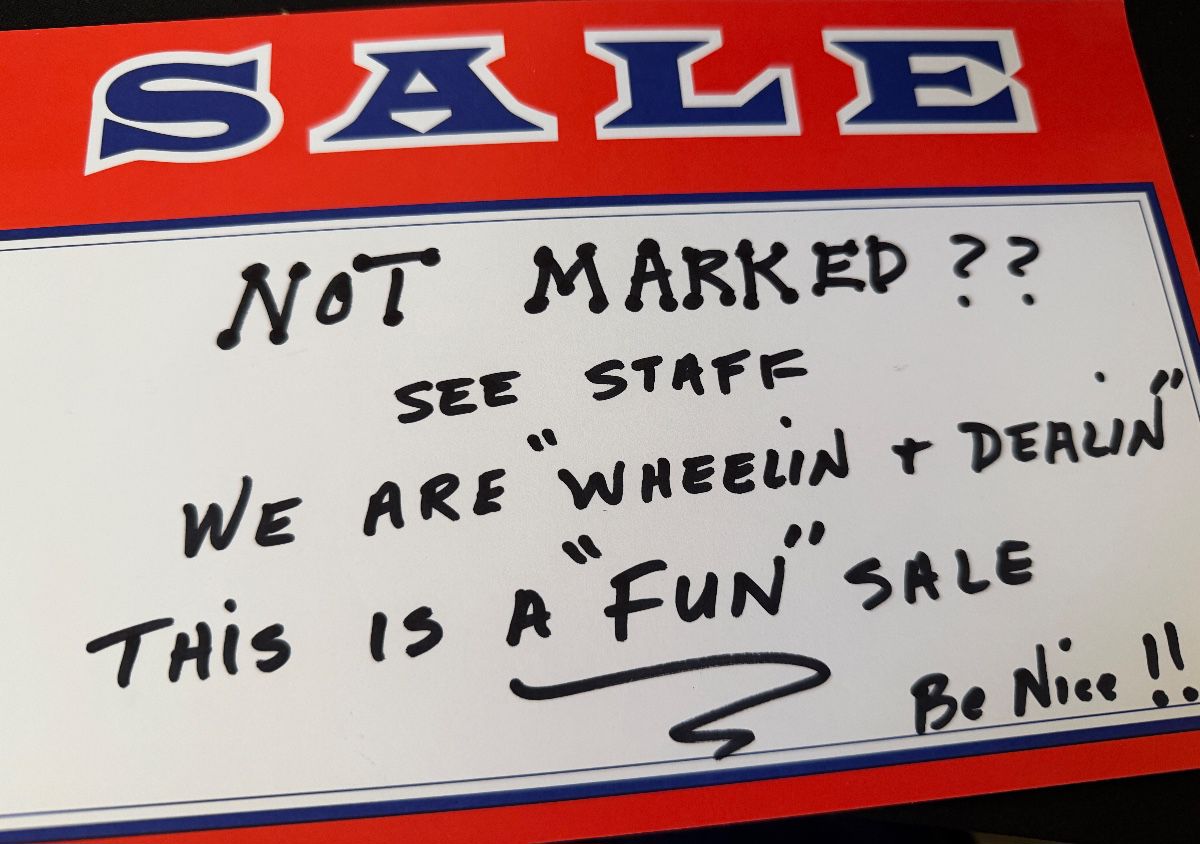 SALE
NOT MARKED??
SEE STAFF
WE ARE "WHEELIN + DEALIN"
THIS IS A "FUN" SALE
Be Nice!!